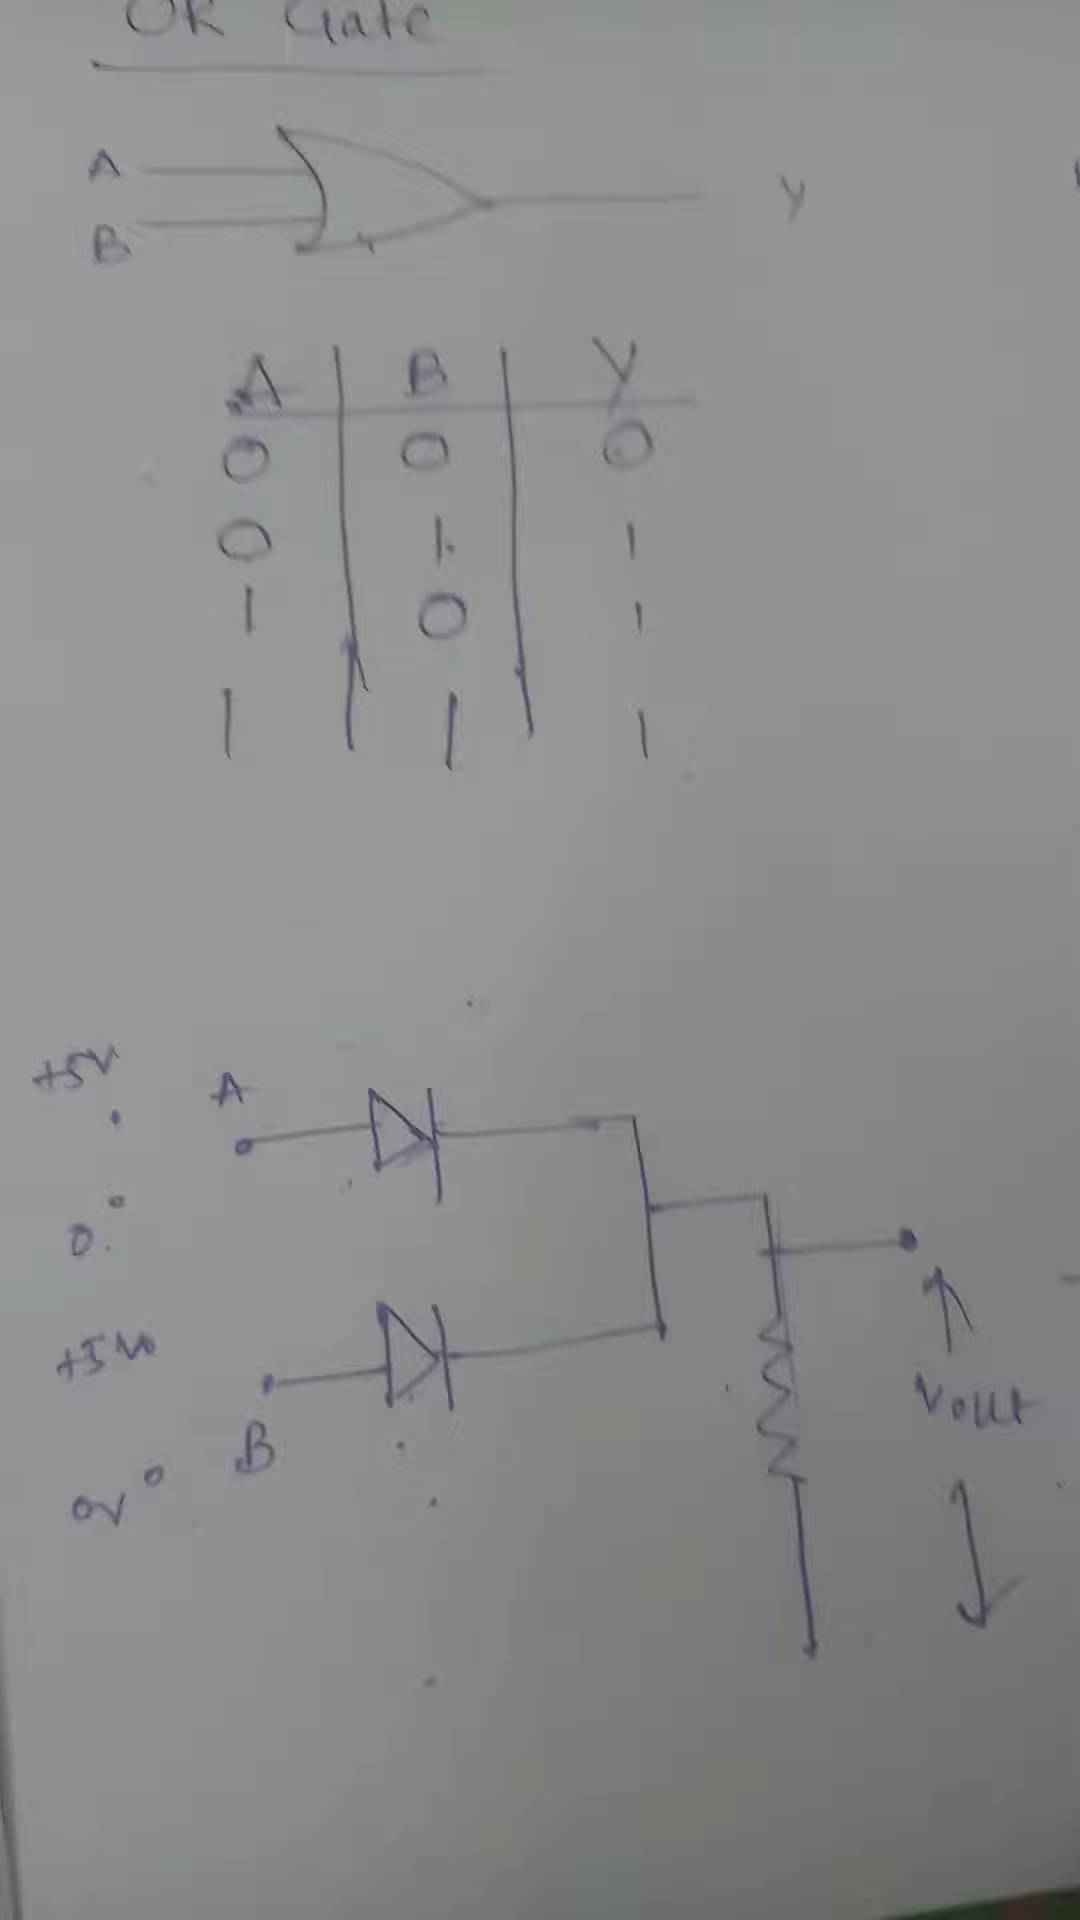 OR Gate
A
B
Y
A B Y
0 0 0
0 1 1
1 0 1
1 1 1
+5V
A
0
+5V
B
0V
Vout